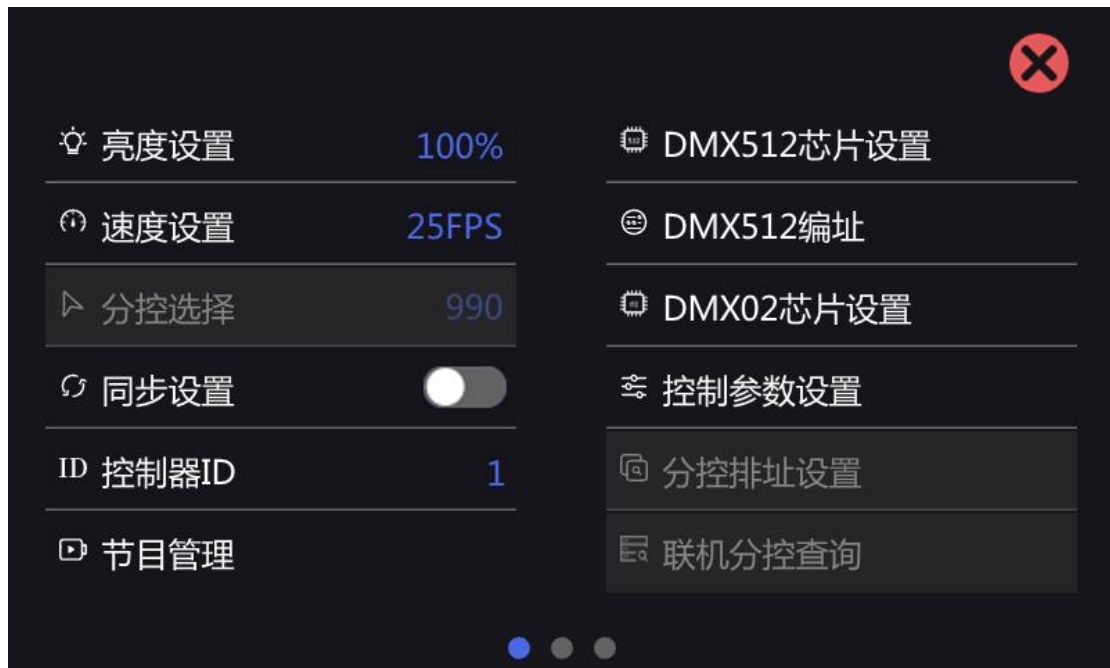 亮度设置 100%
速度设置 25FPS
分控选择 990
同步设置
ID 控制器ID 1
节目管理
512 DMX512芯片设置
DMX512编址
02 DMX02芯片设置
控制参数设置
分控排址设置
联机分控查询